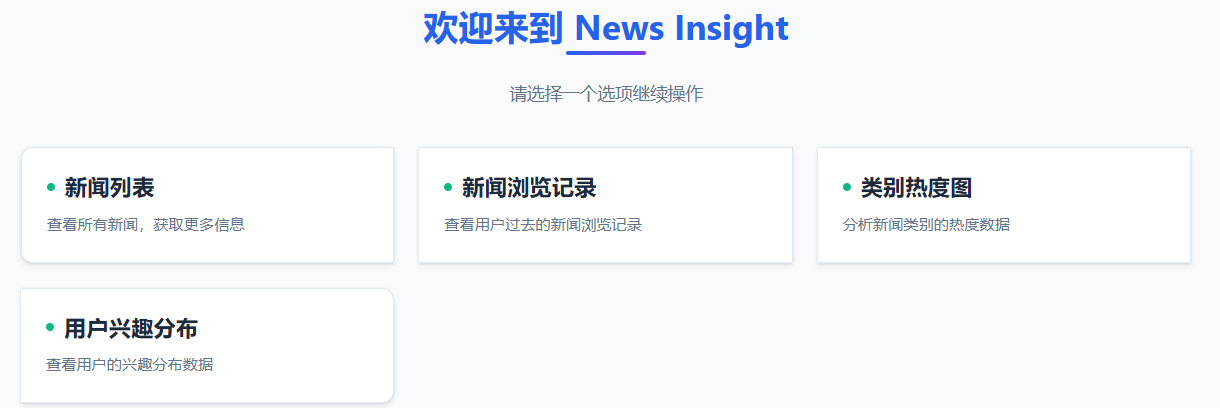 欢迎来到 News Insight
请选择一个选项继续操作
新闻列表
查看所有新闻，获取更多信息
新闻浏览记录
查看用户过去的新闻浏览记录
类别热度图
分析新闻类别的热度数据
用户兴趣分布
查看用户的兴趣分布数据